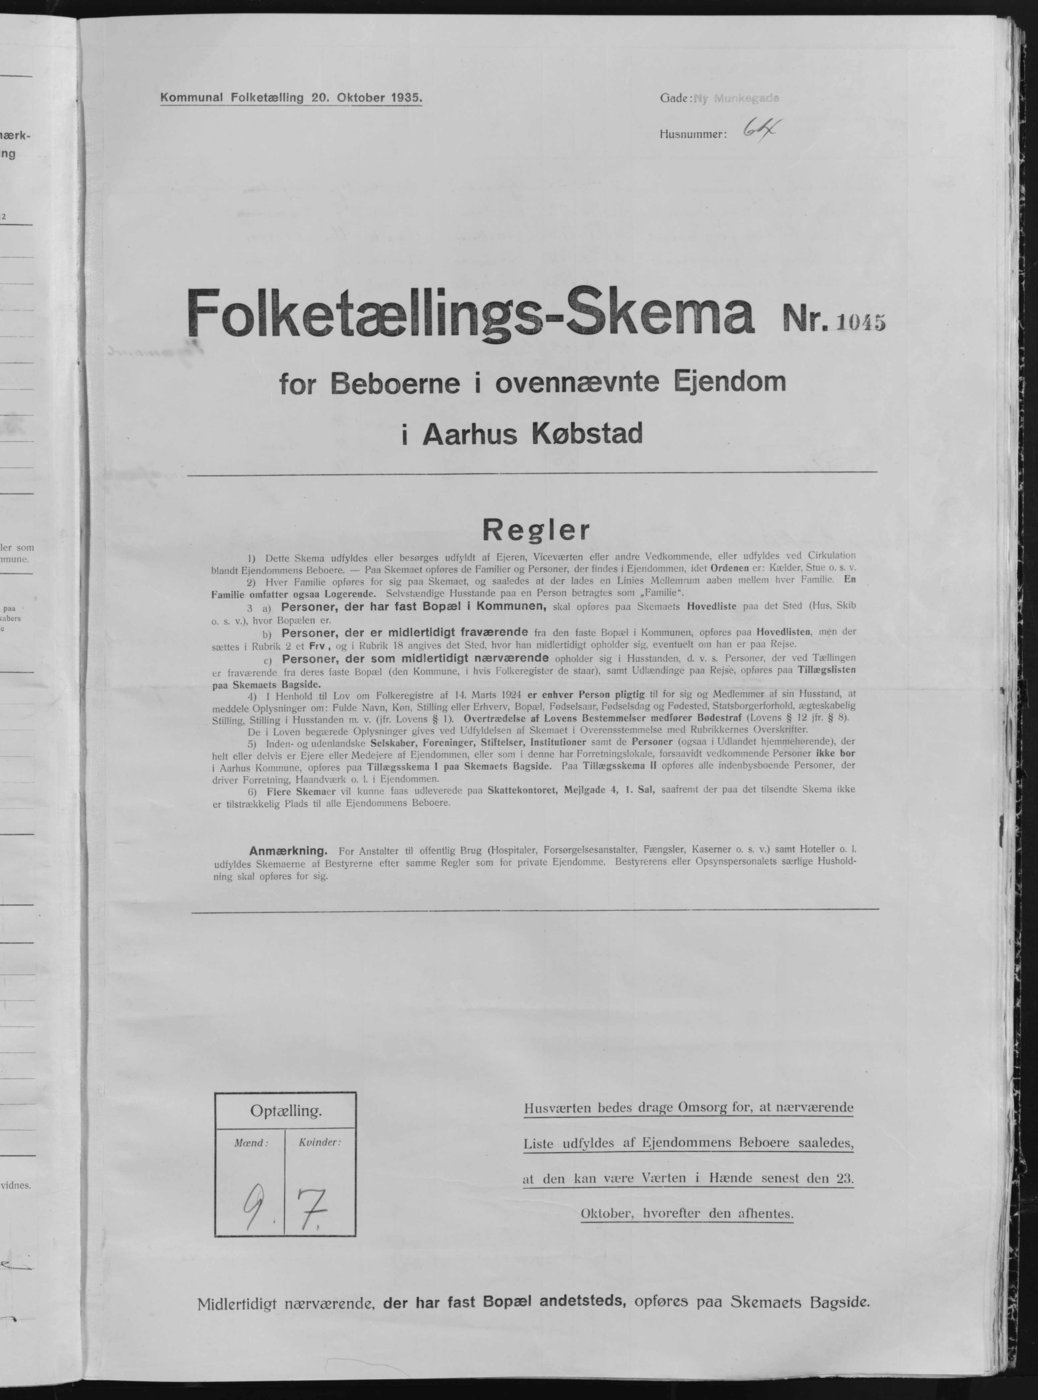 Kommunal Folketælling 20. Oktober 1935.
Gade: Ny Munkegade
Husnummer: 64
Folketællings-Skema Nr. 1045
for Beboerne i ovennævnte Ejendom
i Aarhus Købstad
Regler
1) Dette Skema udfyldes eller besørges udfyldt af Ejeren, Viceværten eller andre Vedkommende, eller udfyldes ved Cirkulation
blandt Ejendommens Beboere. — Paa Skemaet opføres de Familier og Personer, der findes i Ejendommen, idet Ordenen er: Kælder, Stue o. s. v.
2) Hver Familie opføres for sig paa Skemaet, og saaledes at der lades en Linies Mellemrum aaben mellem hver Familie. En
Familie omfatter ogsaa Logerende. Selvstændige Husstande paa en Person betragtes som „Familie“.
3 a) Personer, der har fast Bopæl i Kommunen, skal opføres paa Skemaets Hovedliste paa det Sted (Hus, Skib
o. s. v.), hvor Bopælen er.
b) Personer, der er midlertidigt fraværende fra den faste Bopæl i Kommunen, opføres paa Hovedlisten, men der
sættes i Rubrik 2 et Frv., og i Rubrik 18 angives det Sted, hvor han midlertidigt opholder sig, eventuelt om han er paa Rejse.
c) Personer, der som midlertidigt nærværende opholder sig i Husstanden, d. v. s. Personer, der ved Tællingen
er fraværende fra deres faste Bopæl (den Kommune, i hvis Folkeregister de staar), samt Udlændinge paa Rejse, opføres paa Tillægslisten
paa Skemaets Bagside.
4) I Henhold til Lov om Folkeregistre af 14. Marts 1924 er enhver Person pligtig til for sig og Medlemmer af sin Husstand, at
meddele Oplysninger om: Fulde Navn, Køn, Stilling eller Erhverv, Bopæl, Fødselsaar, Fødselsdag og Fødested, Statsborgerforhold, ægteskabelig
Stilling, Stilling i Husstanden m. v. (jfr. Lovens § 1). Overtrædelse af Lovens Bestemmelser medfører Bødestraf (Lovens § 12 jfr. § 8).
De i Loven begærede Oplysninger gives ved Udfyldelsen af Skemaet i Overensstemmelse med Rubrikkernes Overskrifter.
5) Inden- og udenlandske Selskaber, Foreninger, Stiftelser, Institutioner samt de Personer (ogsaa i Udlandet hjemmehørende), der
helt eller delvis er Ejere eller Medejere af Ejendommen, eller som i denne har Forretningslokale, forsaavidt vedkommende Personer ikke bor
i Aarhus Kommune, opføres paa Tillægsskema I paa Skemaets Bagside. Paa Tillægsskema II opføres alle indenbysboende Personer, der
driver Forretning, Haandværk o. l. i Ejendommen.
6) Flere Skemaer vil kunne faas udleverede paa Skattekontoret, Mejlgade 4, 1. Sal, saafremt der paa det tilsendte Skema ikke
er tilstrækkelig Plads til alle Ejendommens Beboere.
Anmærkning. For Anstalter til offentlig Brug (Hospitaler, Forsørgelsesanstalter, Fængsler, Kaserner o. s. v.) samt Hoteller o. l.
udfyldes Skemaerne af Bestyrerne efter samme Regler som for private Ejendomme. Bestyrerens eller Opsynspersonalets særlige Hushold-
ning skal opføres for sig.
Optælling.
Mænd: Kvinder:
9. 7.
Husværten bedes drage Omsorg for, at nærværende
Liste udfyldes af Ejendommens Beboere saaledes,
at den kan være Værten i Hænde senest den 23.
Oktober, hvorefter den afhentes.
Midlertidigt nærværende, der har fast Bopæl andetsteds, opføres paa Skemaets Bagside.